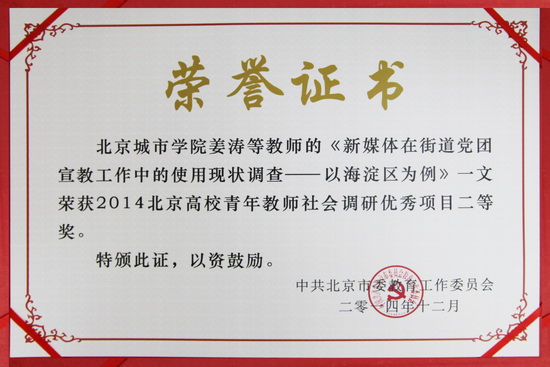 荣誉证书
北京城市学院姜涛等教师的《新媒体在街道党团
宣教工作中的使用现状调查——以海淀区为例》一文
荣获2014北京高校青年教师社会调研优秀项目二等
奖。
特颁此证，以资鼓励。
中共北京市委教育工作委员会
二零一四年十二月